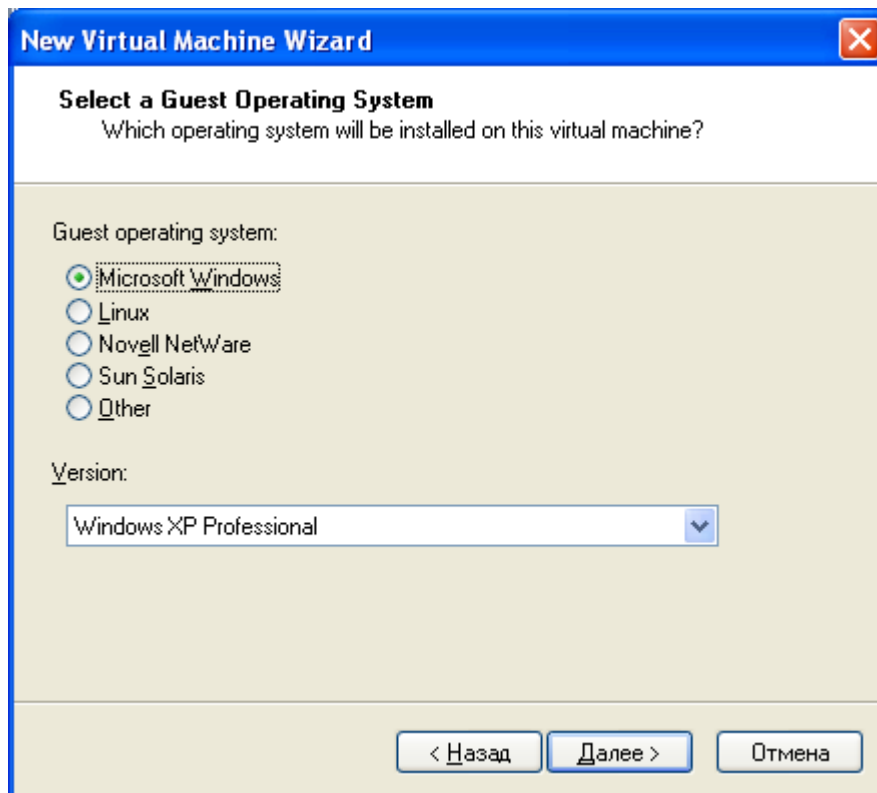 New Virtual Machine Wizard
Select a Guest Operating System
Which operating system will be installed on this virtual machine?
Guest operating system:
Microsoft Windows
Linux
Novell NetWare
Sun Solaris
Other
Version:
Windows XP Professional
< Назад Далее > Отмена